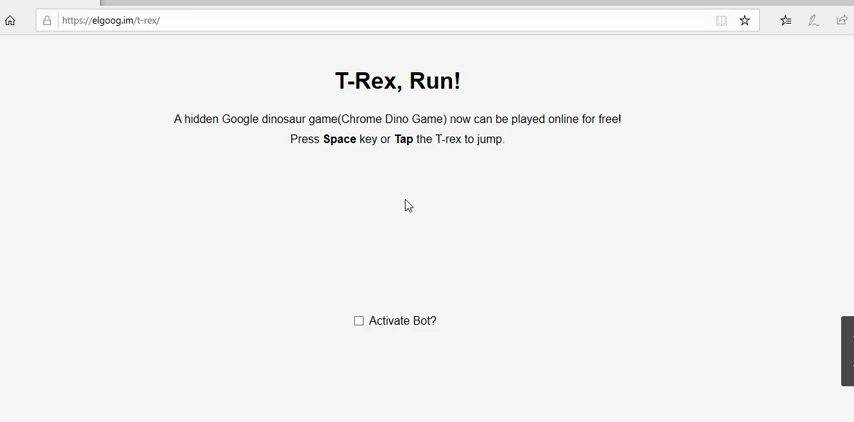 https://elgoog.im/t-rex/
T-Rex, Run!
A hidden Google dinosaur game(Chrome Dino Game) now can be played online for free!
Press Space key or Tap the T-rex to jump.
Activate Bot?